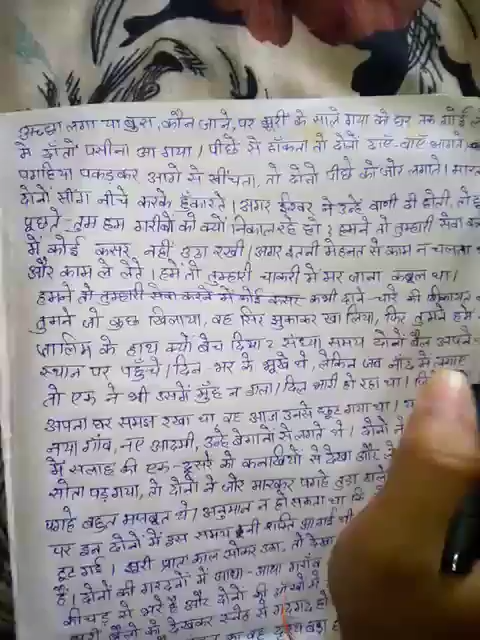 अच्छा लगा या बुरा, कौन जाने, पर झूरी के साले गया को घर तक गोई
में दाँतों पसीना आ गया। पीछे से हाँकता तो दोनों दाएँ-बाएँ भागते
पगहिया पकड़कर आगे से खींचता, तो दोनों पीछे को जोर लगाते।
दोनों सींग नीचे करके हुँकारते। अगर ईश्वर ने उन्हें वाणी दी होती, तो
पूछते - तुम हम गरीबों को क्यों निकाल रहे हो? हमने तो तुम्हारी सेवा
में कोई कसर नहीं उठा रखी। अगर इतनी मेहनत से काम न चलता
और काम ले लेते। हमें तो तुम्हारी चाकरी में मर जाना कबूल था।
हमने तो तुम्हारी सेवा करने में कोई कसर कभी दाने-चारे की शिकायत
तुमने जो कुछ खिलाया, वह सिर झुकाकर खा लिया, फिर तुमने हमें
जालिम के हाथ क्यों बेच दिया? संध्या समय दोनों बैल अपने
स्थान पर पहुँचे। दिन-भर के भूखे थे, लेकिन जब नाँद में लगाए
तो एक ने भी उसमें मुँह न डाला। दिल भारी हो रहा था।
अपना घर समझ रखा था वह आज उनसे छूट गया था।
नया गाँव, नए आदमी, उन्हें बेगानों से लगते थे। दोनों ने
में सलाह की एक-दूसरे को कनखियों से देखा और
सोता पड़ गया, तो दोनों ने जोर मारकर पगहे तुड़ा डाले
पगहे बहुत मजबूत थे। अनुमान न हो सकता था कि
पर इन दोनों में इस समय दूनी शक्ति आ गई थी
टूट गईं। झूरी प्रातः काल सोकर उठा, तो देखा
हैं। दोनों की गरदनों में आधा-आधा गराँव
कीचड़ से भरे हैं और दोनों की आँखों में
झूरी बैलों को देखकर स्नेह से गदगद हो